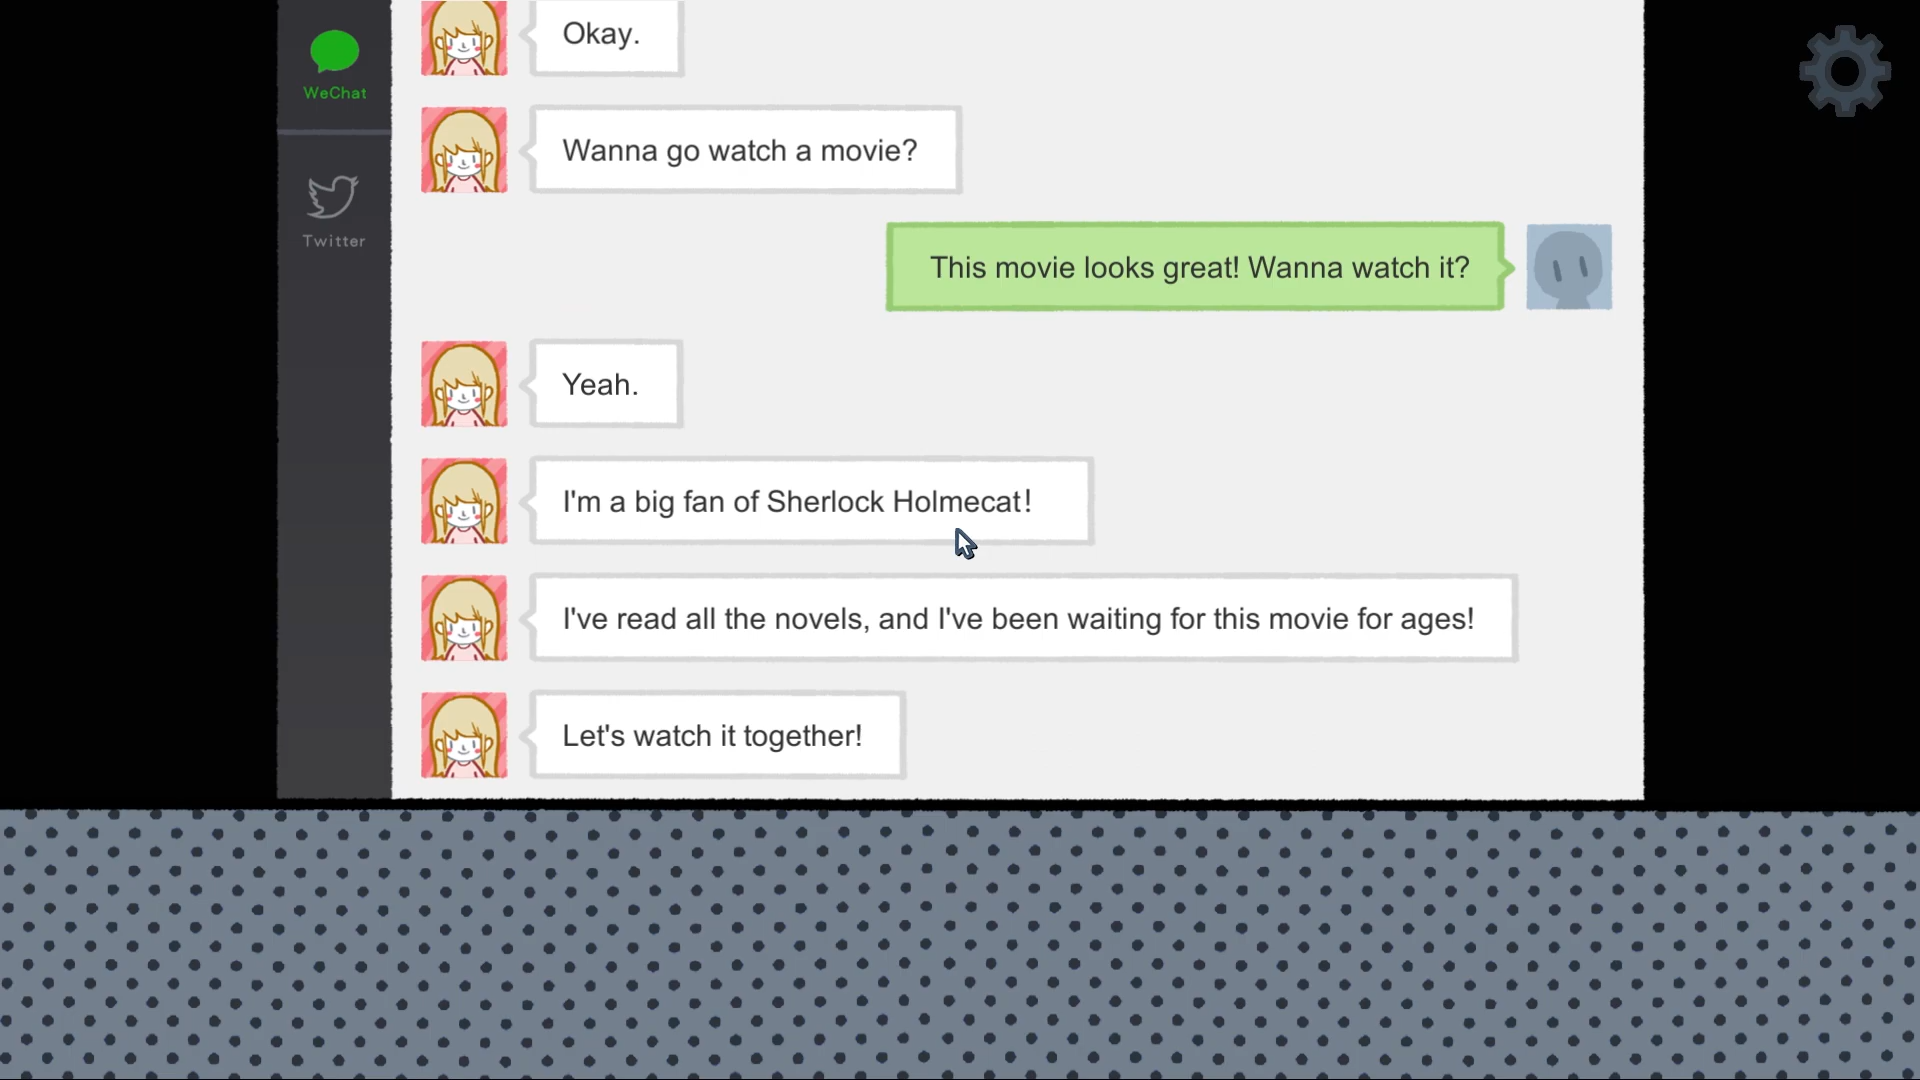 Okay.
WeChat
Wanna go watch a movie?
This movie looks great! Wanna watch it?
Twitter
Yeah.
I'm a big fan of Sherlock Holmecat!
I've read all the novels, and I've been waiting for this movie for ages!
Let's watch it together!